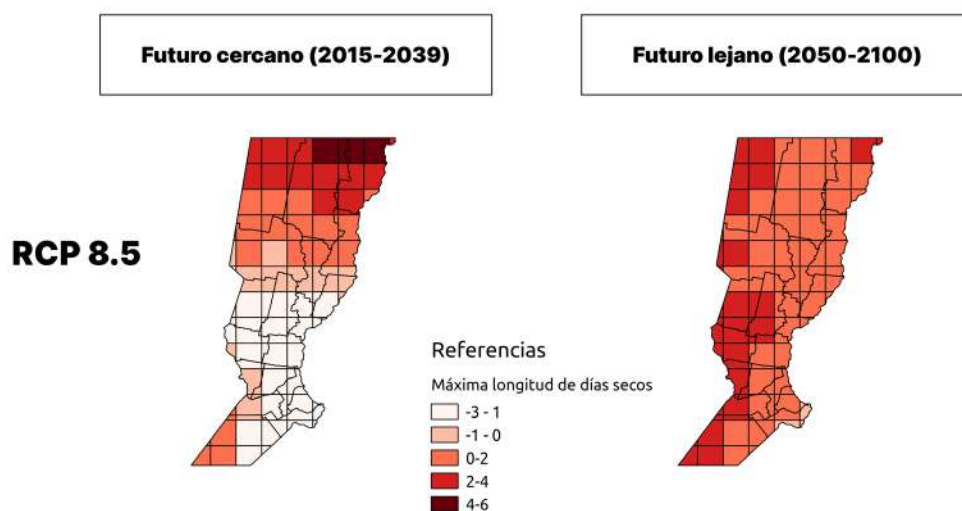 Futuro cercano (2015-2039)
Futuro lejano (2050-2100)
RCP 8.5
Referencias
Máxima longitud de días secos
-3 - 1
-1 - 0
0-2
2-4
4-6